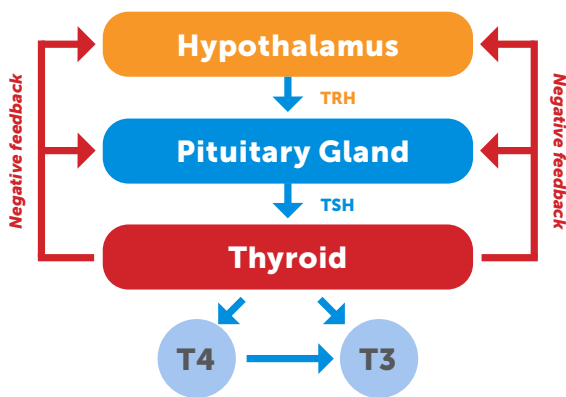 Hypothalamus
Negative feedback
Negative feedback
TRH
Pituitary Gland
TSH
Thyroid
T4
T3